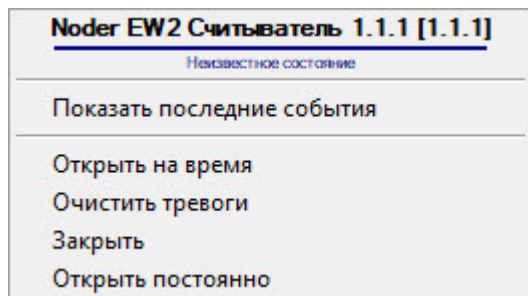 Noder EW2 Считыватель 1.1.1 [1.1.1]
Неизвестное состояние
Показать последние события
Открыть на время
Очистить тревоги
Закрыть
Открыть постоянно